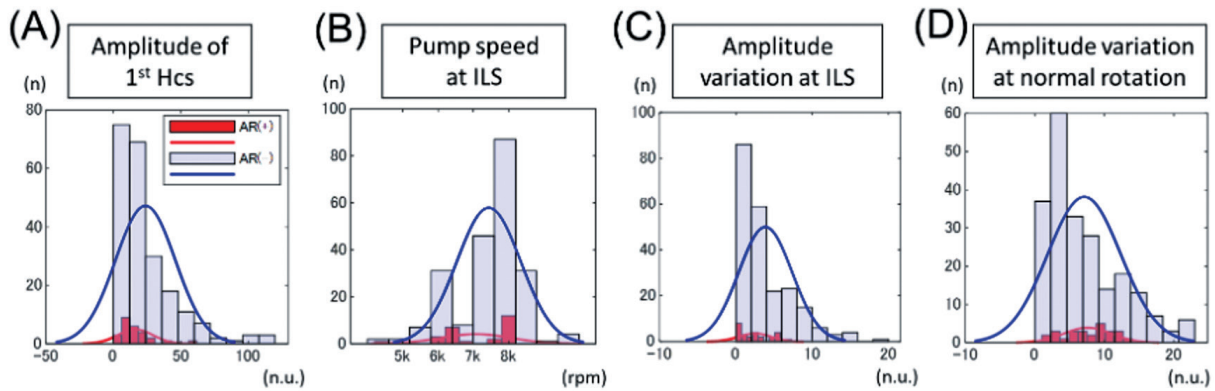 (A)
Amplitude of
1st Hcs
(n)
80
60
40
20
0
-50
0
50
100
(n.u.)
AR(+)
AR(-)
(B)
Pump speed
at ILS
(n)
100
80
60
40
20
0
5k
6k
7k
8k
(rpm)
(C)
Amplitude
variation at ILS
(n)
100
80
60
40
20
0
-10
0
10
20
(n.u.)
(D)
Amplitude variation
at normal rotation
(n)
60
50
40
30
20
10
0
-10
0
10
20
(n.u.)